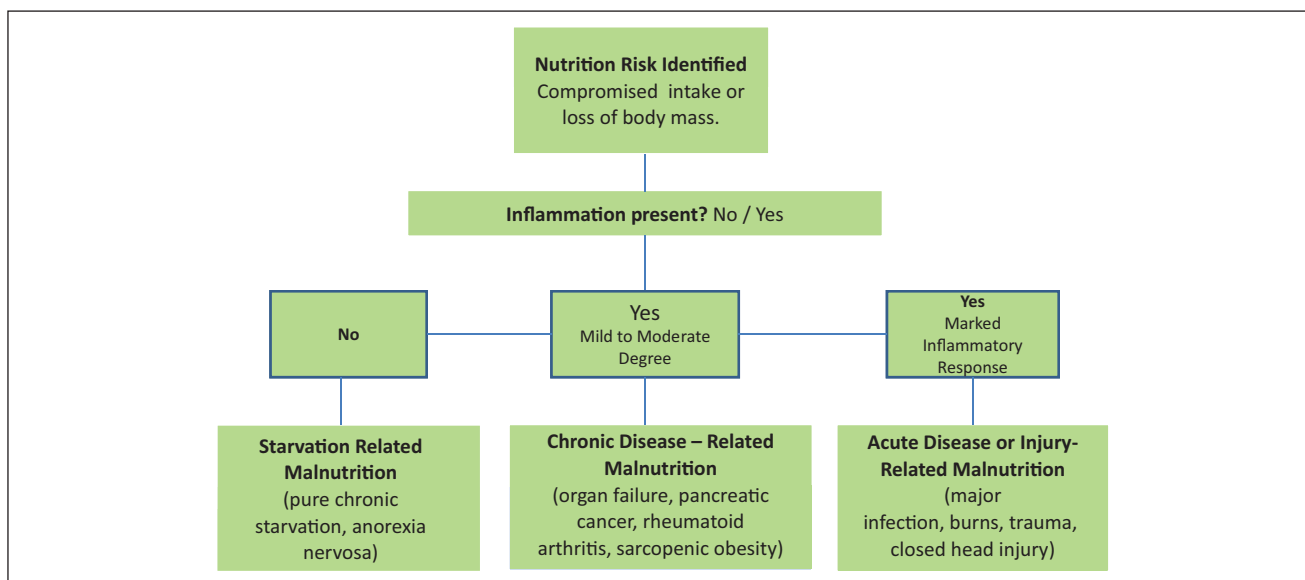 Nutrition Risk Identified
Compromised intake or
loss of body mass.
Inflammation present? No / Yes
No
Yes
Mild to Moderate
Degree
Yes
Marked
Inflammatory
Response
Starvation Related
Malnutrition
(pure chronic
starvation, anorexia
nervosa)
Chronic Disease – Related
Malnutrition
(organ failure, pancreatic
cancer, rheumatoid
arthritis, sarcopenic obesity)
Acute Disease or Injury-
Related Malnutrition
(major
infection, burns, trauma,
closed head injury)